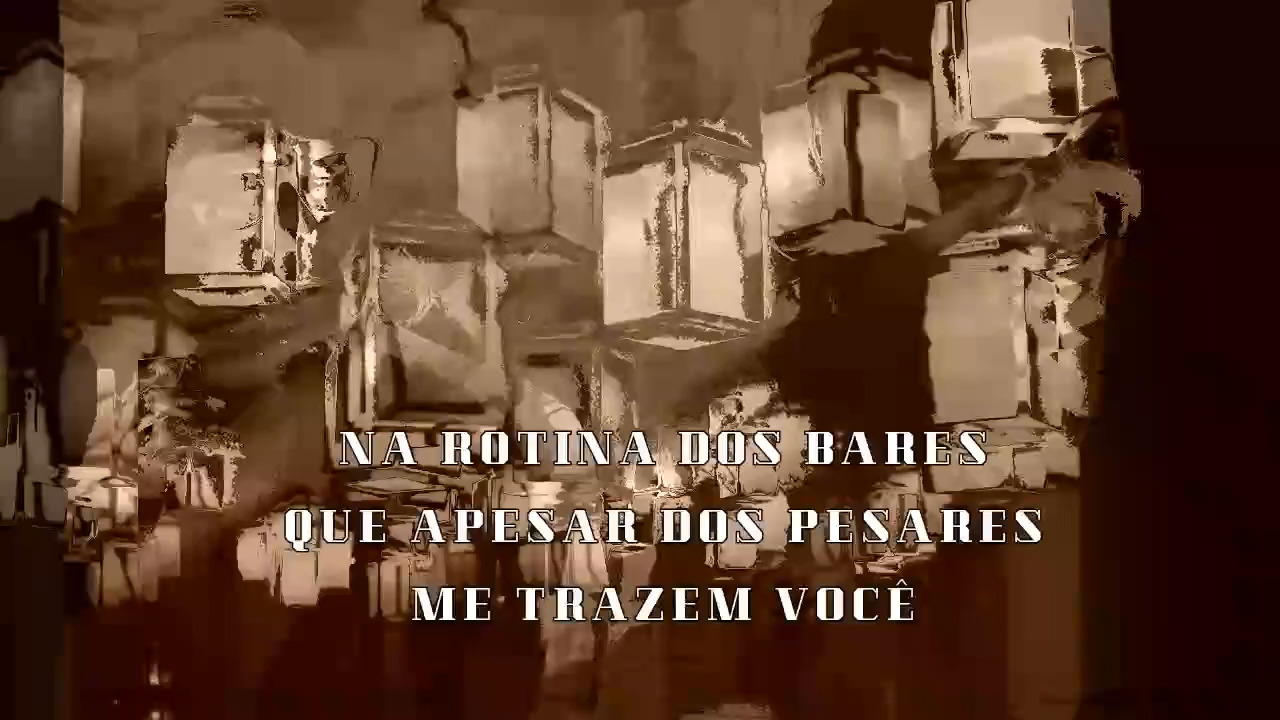 NA ROTINA DOS BARES
QUE APESAR DOS PESARES
ME TRAZEM VOCÊ